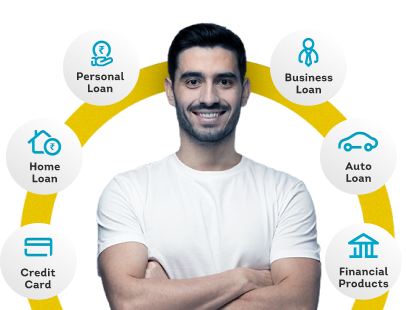 Personal
Loan
Business
Loan
Home
Loan
Auto
Loan
Credit
Card
Financial
Products